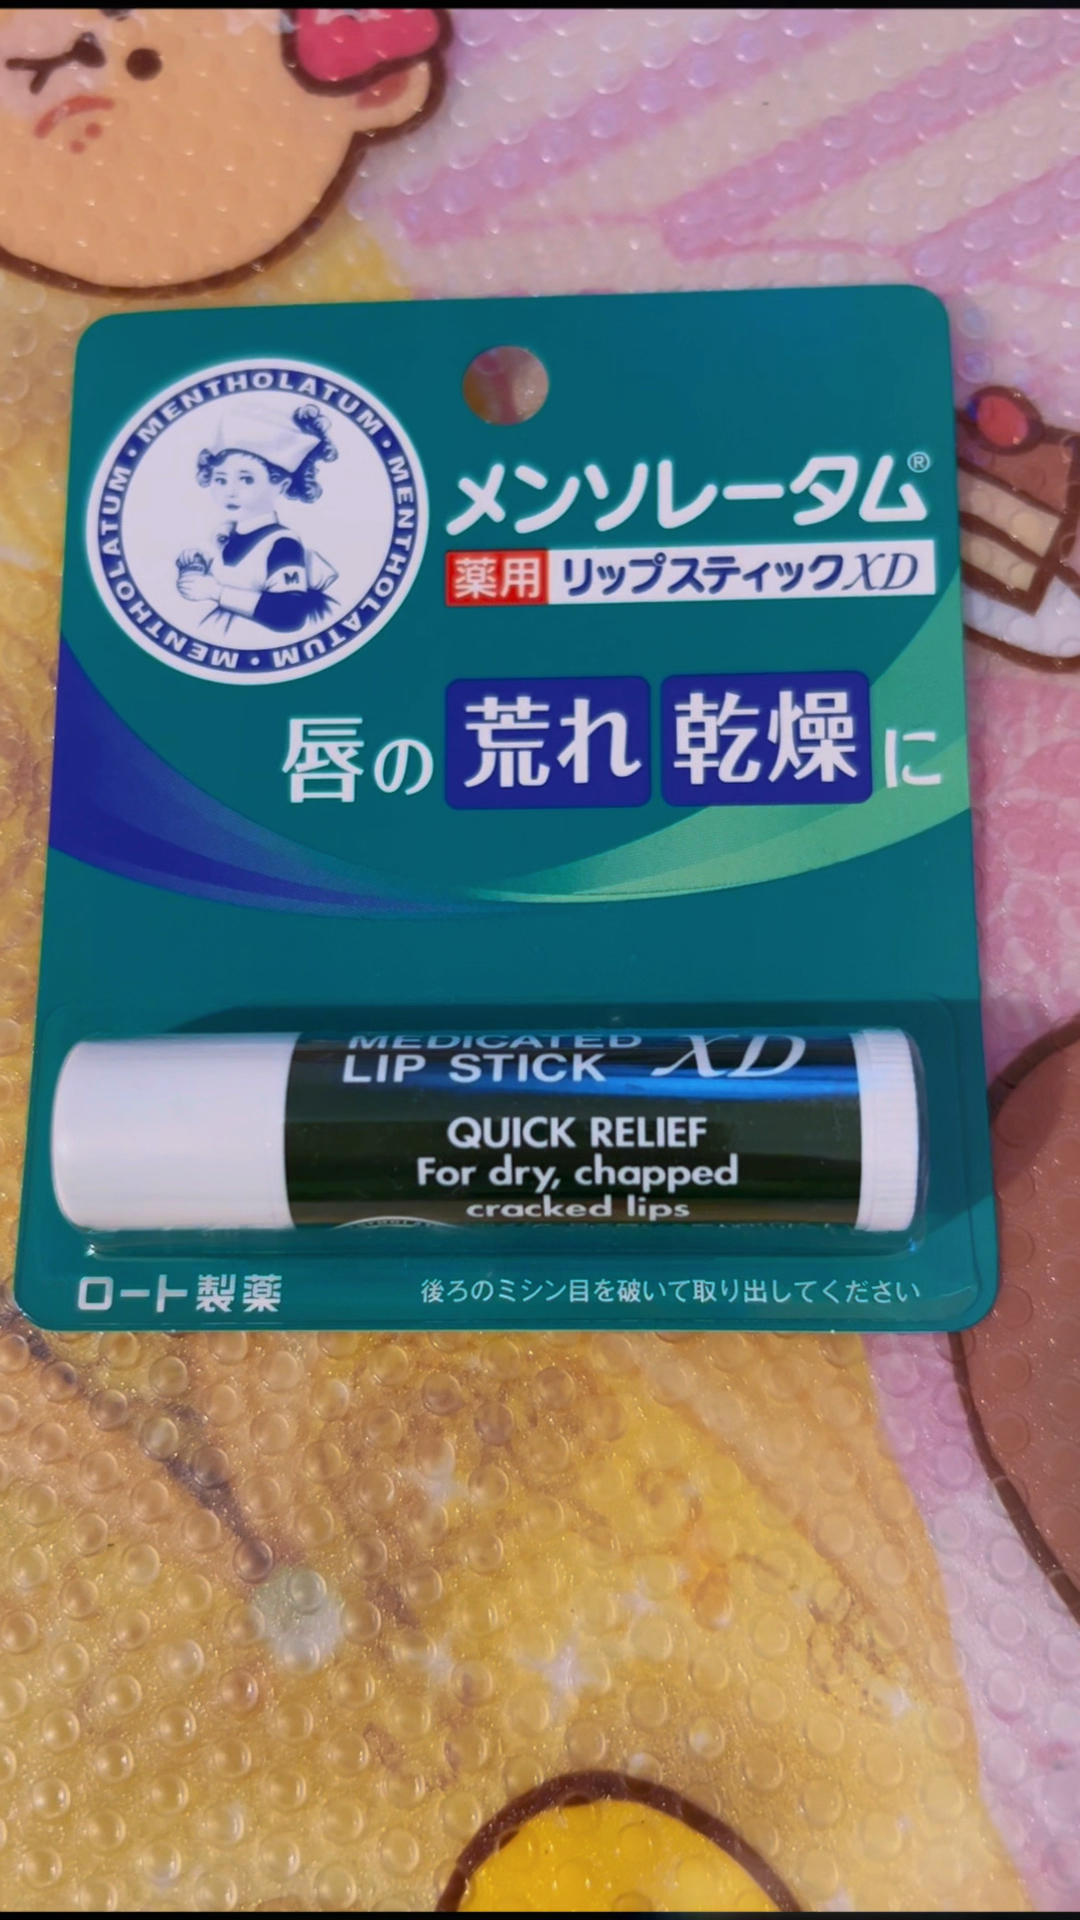 MENTHOLATUM · MENTHOLATUM · MENTHOLATUM ·
M
メンソレータム®
薬用 リップスティックXD
唇の 荒れ 乾燥 に
MEDICATED
LIP STICK XD
QUICK RELIEF
For dry, chapped
cracked lips
ロート製薬
後ろのミシン目を破いて取り出してください